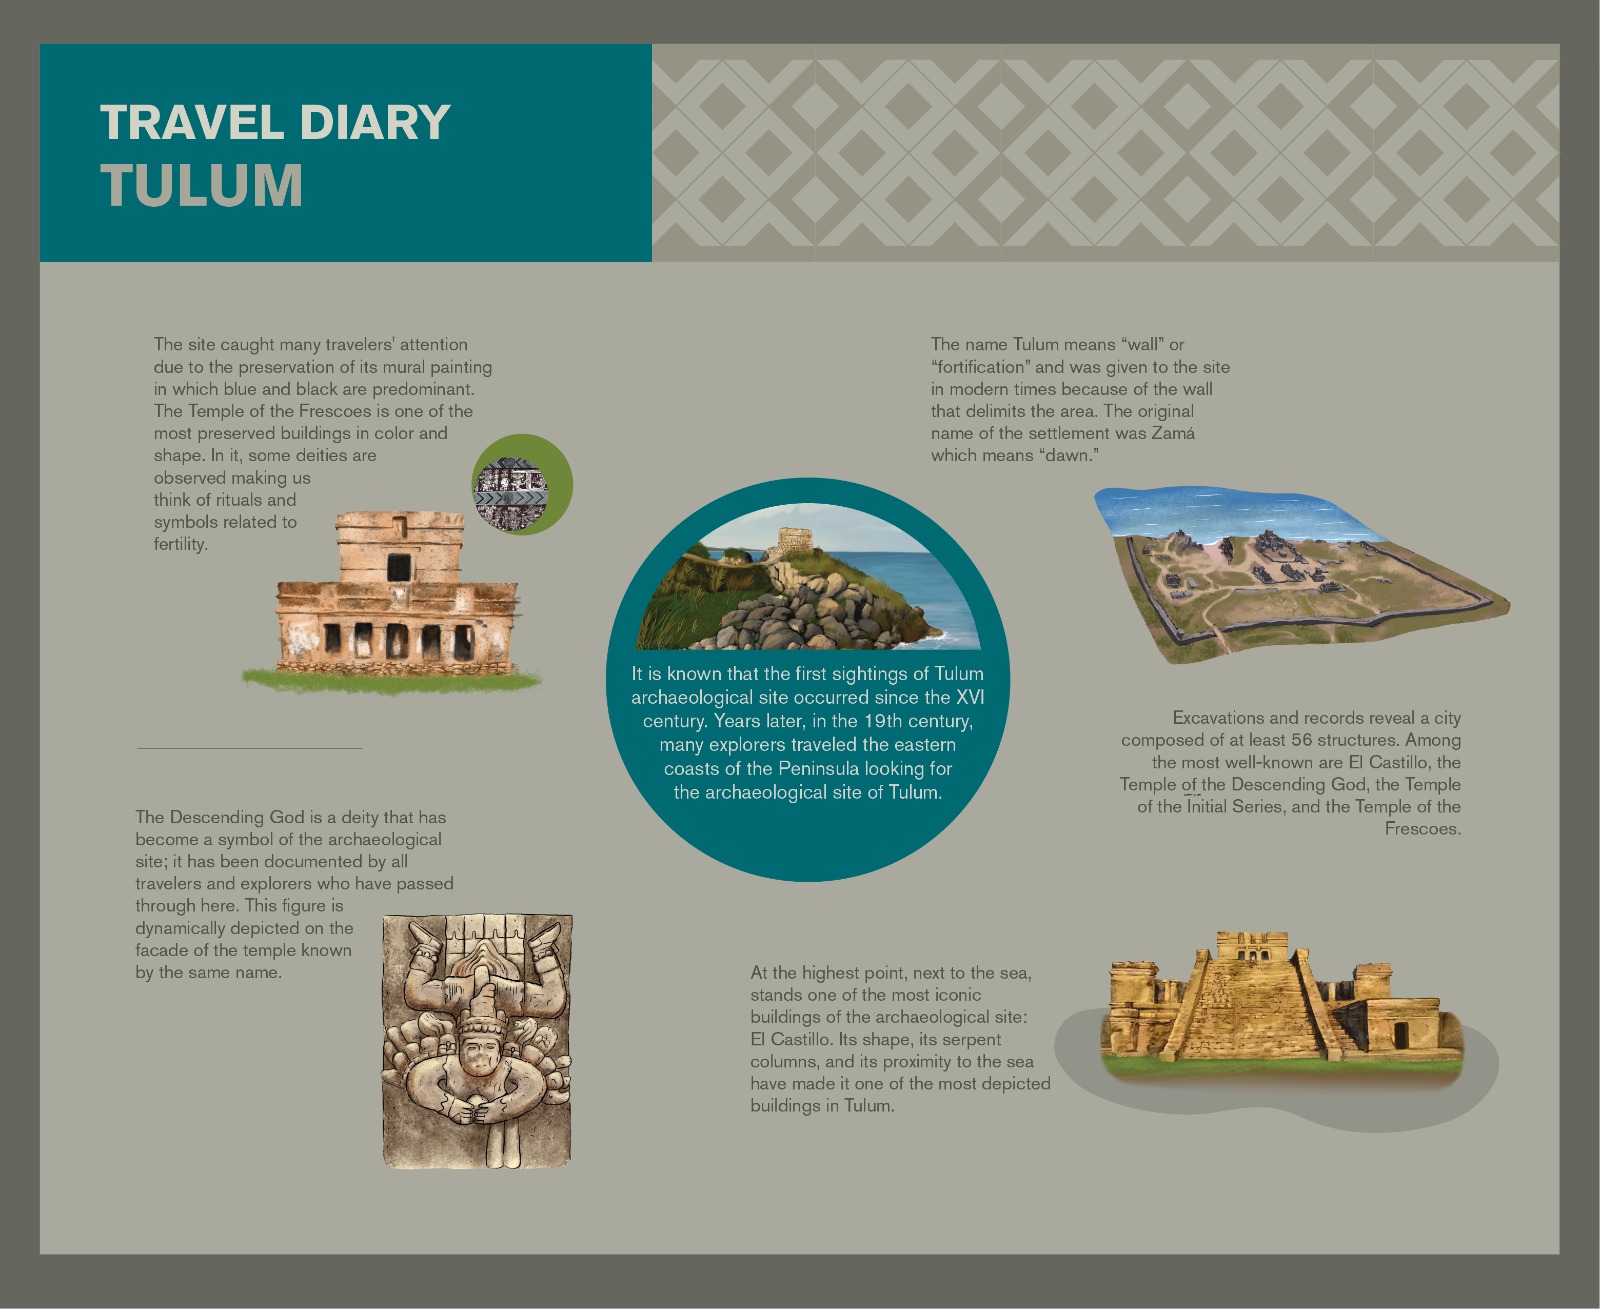 TRAVEL DIARY
TULUM
The site caught many travelers' attention
due to the preservation of its mural painting
in which blue and black are predominant.
The Temple of the Frescoes is one of the
most preserved buildings in color and
shape. In it, some deities are
observed making us
think of rituals and
symbols related to
fertility.
The name Tulum means “wall” or
“fortification” and was given to the site
in modern times because of the wall
that delimits the area. The original
name of the settlement was Zamá
which means “dawn.”
It is known that the first sightings of Tulum
archaeological site occurred since the XVI
century. Years later, in the 19th century,
many explorers traveled the eastern
coasts of the Peninsula looking for
the archaeological site of Tulum.
Excavations and records reveal a city
composed of at least 56 structures. Among
the most well-known are El Castillo, the
Temple of the Descending God, the Temple
of the Initial Series, and the Temple of the
Frescoes.
The Descending God is a deity that has
become a symbol of the archaeological
site; it has been documented by all
travelers and explorers who have passed
through here. This figure is
dynamically depicted on the
facade of the temple known
by the same name.
At the highest point, next to the sea,
stands one of the most iconic
buildings of the archaeological site:
El Castillo. Its shape, its serpent
columns, and its proximity to the sea
have made it one of the most depicted
buildings in Tulum.